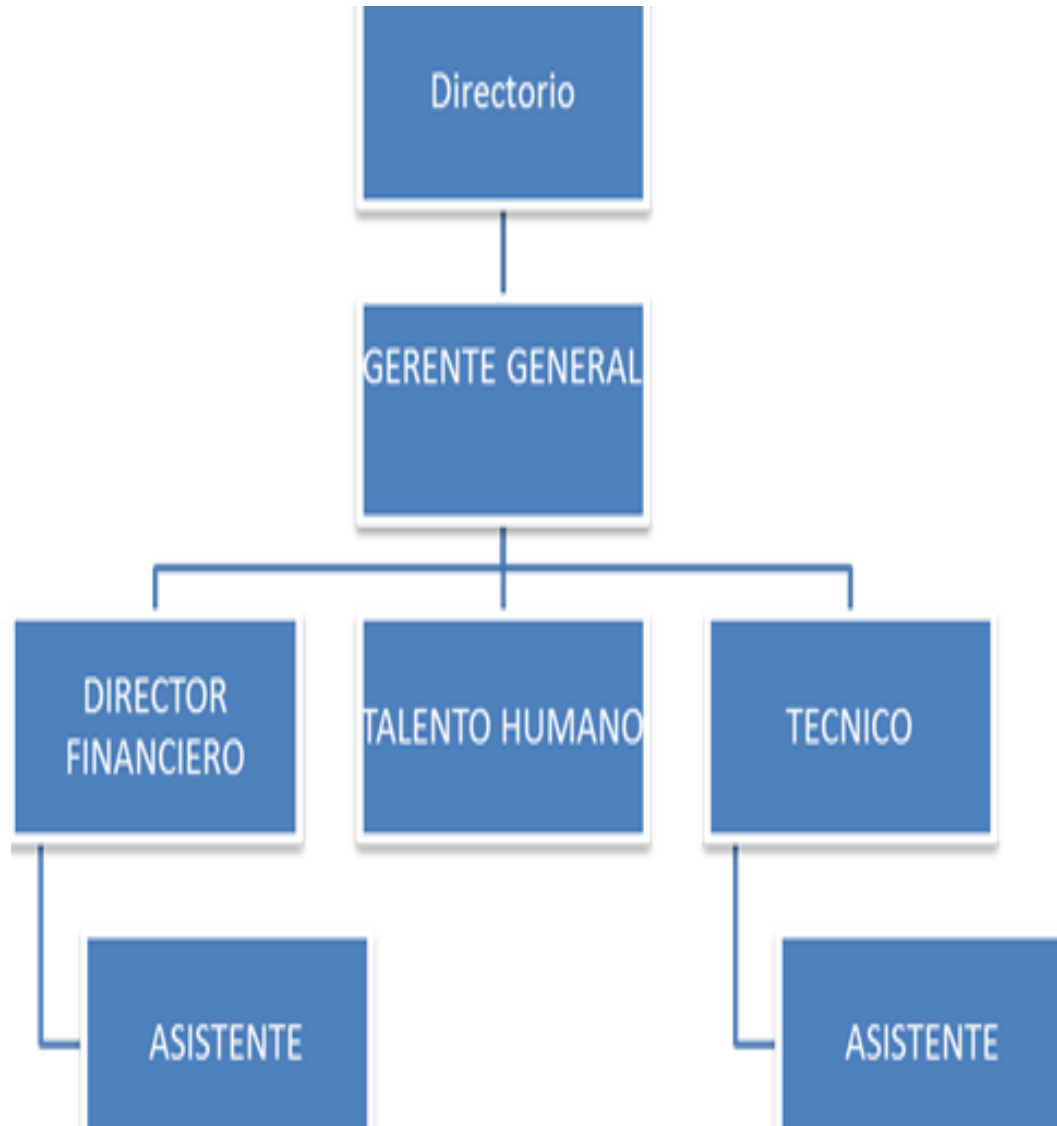 Directorio
GERENTE GENERAL
DIRECTOR
FINANCIERO
TALENTO HUMANO
TECNICO
ASISTENTE
ASISTENTE